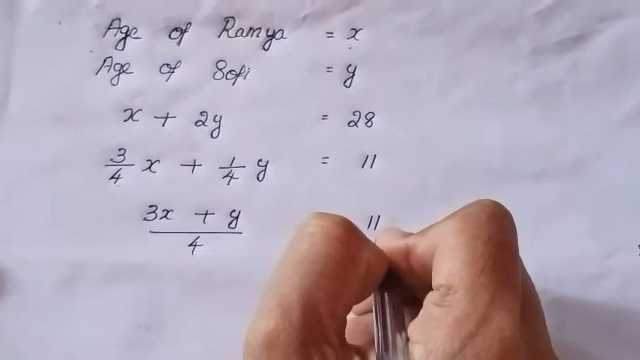 Age of Ramya = x
Age of Sofi = y
x + 2y = 28
3/4 x + 1/4 y = 11
3x + y / 4 11